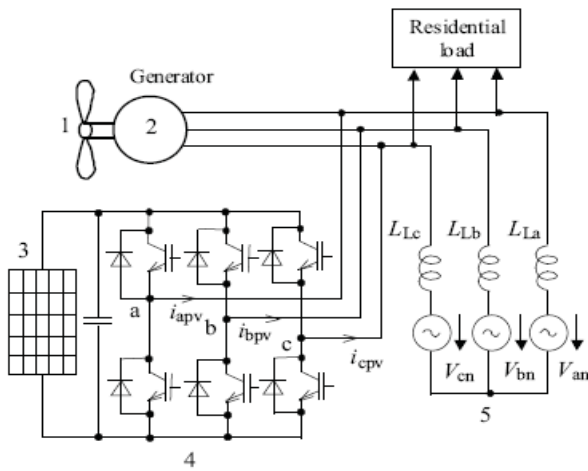 Residential
load
Generator
1
2
3
L_Lc
L_Lb
L_La
a
i_apv
b
i_bpv
c
i_cpv
V_cn
V_bn
V_an
4
5